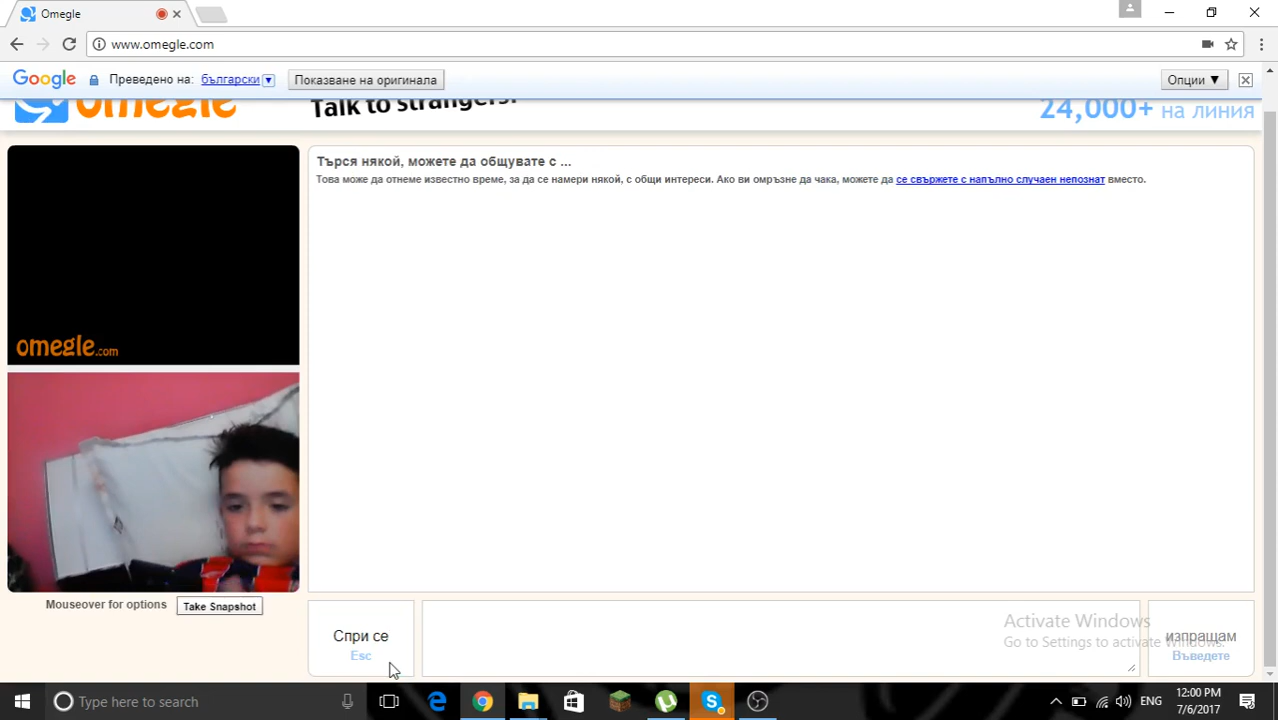 Omegle
www.omegle.com
Google Преведено на: български Показване на оригинала Опции ▼
omegle Talk to strangers! 24,000+ на линия
Търся някой, можете да общувате с ...
Това може да отнеме известно време, за да се намери някой, с общи интереси. Ако ви омръзне да чака, можете да се свържете с напълно случаен непознат вместо.
omegle.com
Mouseover for options Take Snapshot
Спри се
Esc
изпращам
Въведете
Activate Windows
Go to Settings to activate Windows.
Type here to search
ENG
12:00 PM
7/6/2017